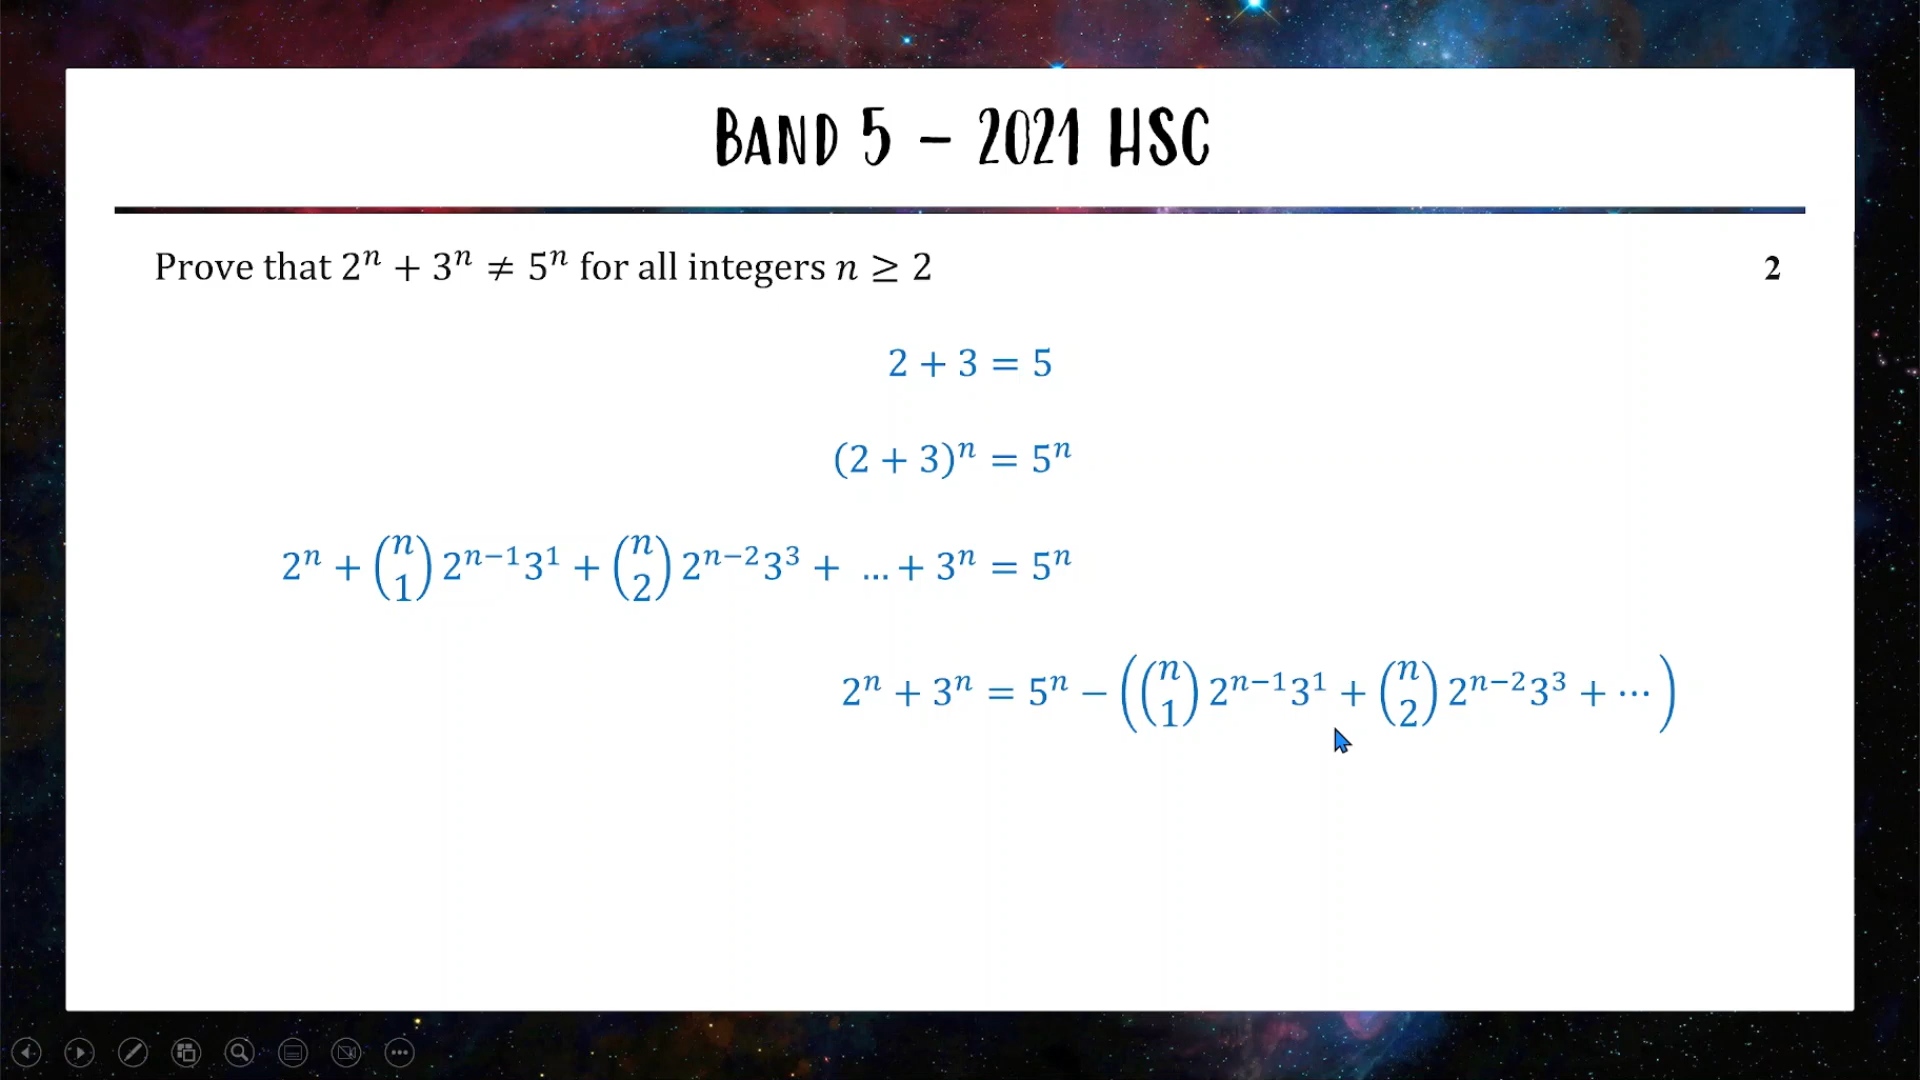 BAND 5 – 2021 HSC
Prove that 2ⁿ + 3ⁿ ≠ 5ⁿ for all integers n ≥ 2 2
2 + 3 = 5
(2 + 3)ⁿ = 5ⁿ
2ⁿ + (n 1) 2ⁿ⁻¹3¹ + (n 2) 2ⁿ⁻²3³ + ... + 3ⁿ = 5ⁿ
2ⁿ + 3ⁿ = 5ⁿ − ((n 1) 2ⁿ⁻¹3¹ + (n 2) 2ⁿ⁻²3³ + ⋯)